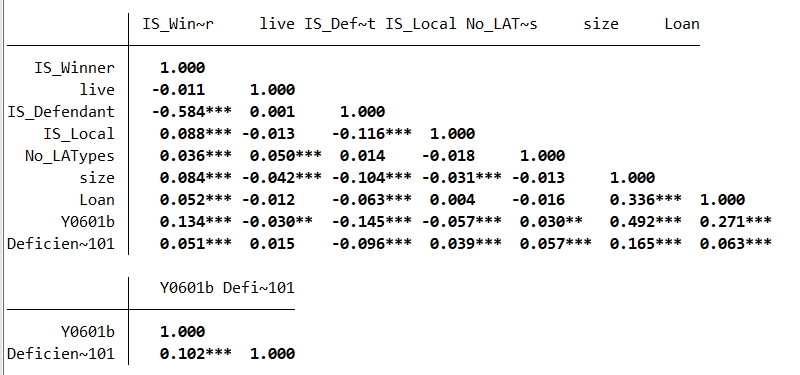 IS_Win~r live IS_Def~t IS_Local No_LAT~s size Loan
IS_Winner 1.000
live -0.011 1.000
IS_Defendant -0.584*** 0.001 1.000
IS_Local 0.088*** -0.013 -0.116*** 1.000
No_LATypes 0.036*** 0.050*** 0.014 -0.018 1.000
size 0.084*** -0.042*** -0.104*** -0.031*** -0.013 1.000
Loan 0.052*** -0.012 -0.063*** 0.004 -0.016 0.336*** 1.000
Y0601b 0.134*** -0.030** -0.145*** -0.057*** 0.030** 0.492*** 0.271***
Deficien~101 0.051*** 0.015 -0.096*** 0.039*** 0.057*** 0.165*** 0.063***
Y0601b Defi~101
Y0601b 1.000
Deficien~101 0.102*** 1.000